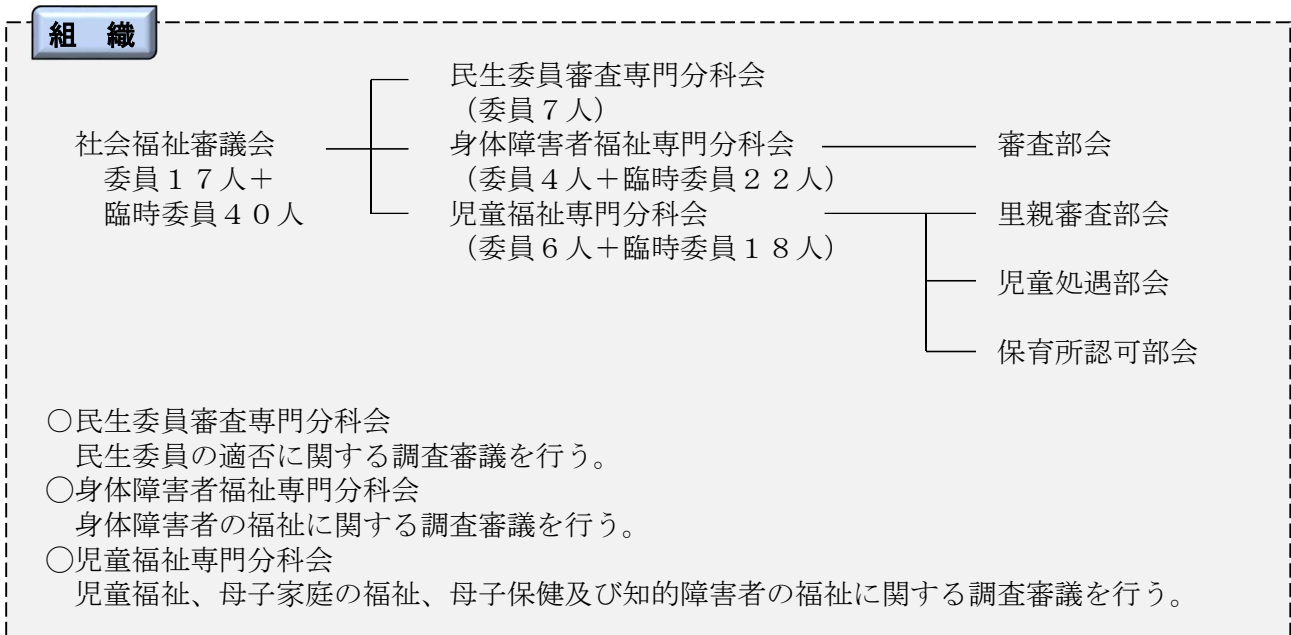 組　織
民生委員審査専門分科会
（委員７人）
社会福祉審議会
身体障害者福祉専門分科会
審査部会
委員１７人＋
（委員４人＋臨時委員２２人）
臨時委員４０人
児童福祉専門分科会
里親審査部会
（委員６人＋臨時委員１８人）
児童処遇部会
保育所認可部会
○民生委員審査専門分科会
民生委員の適否に関する調査審議を行う。
○身体障害者福祉専門分科会
身体障害者の福祉に関する調査審議を行う。
○児童福祉専門分科会
児童福祉、母子家庭の福祉、母子保健及び知的障害者の福祉に関する調査審議を行う。